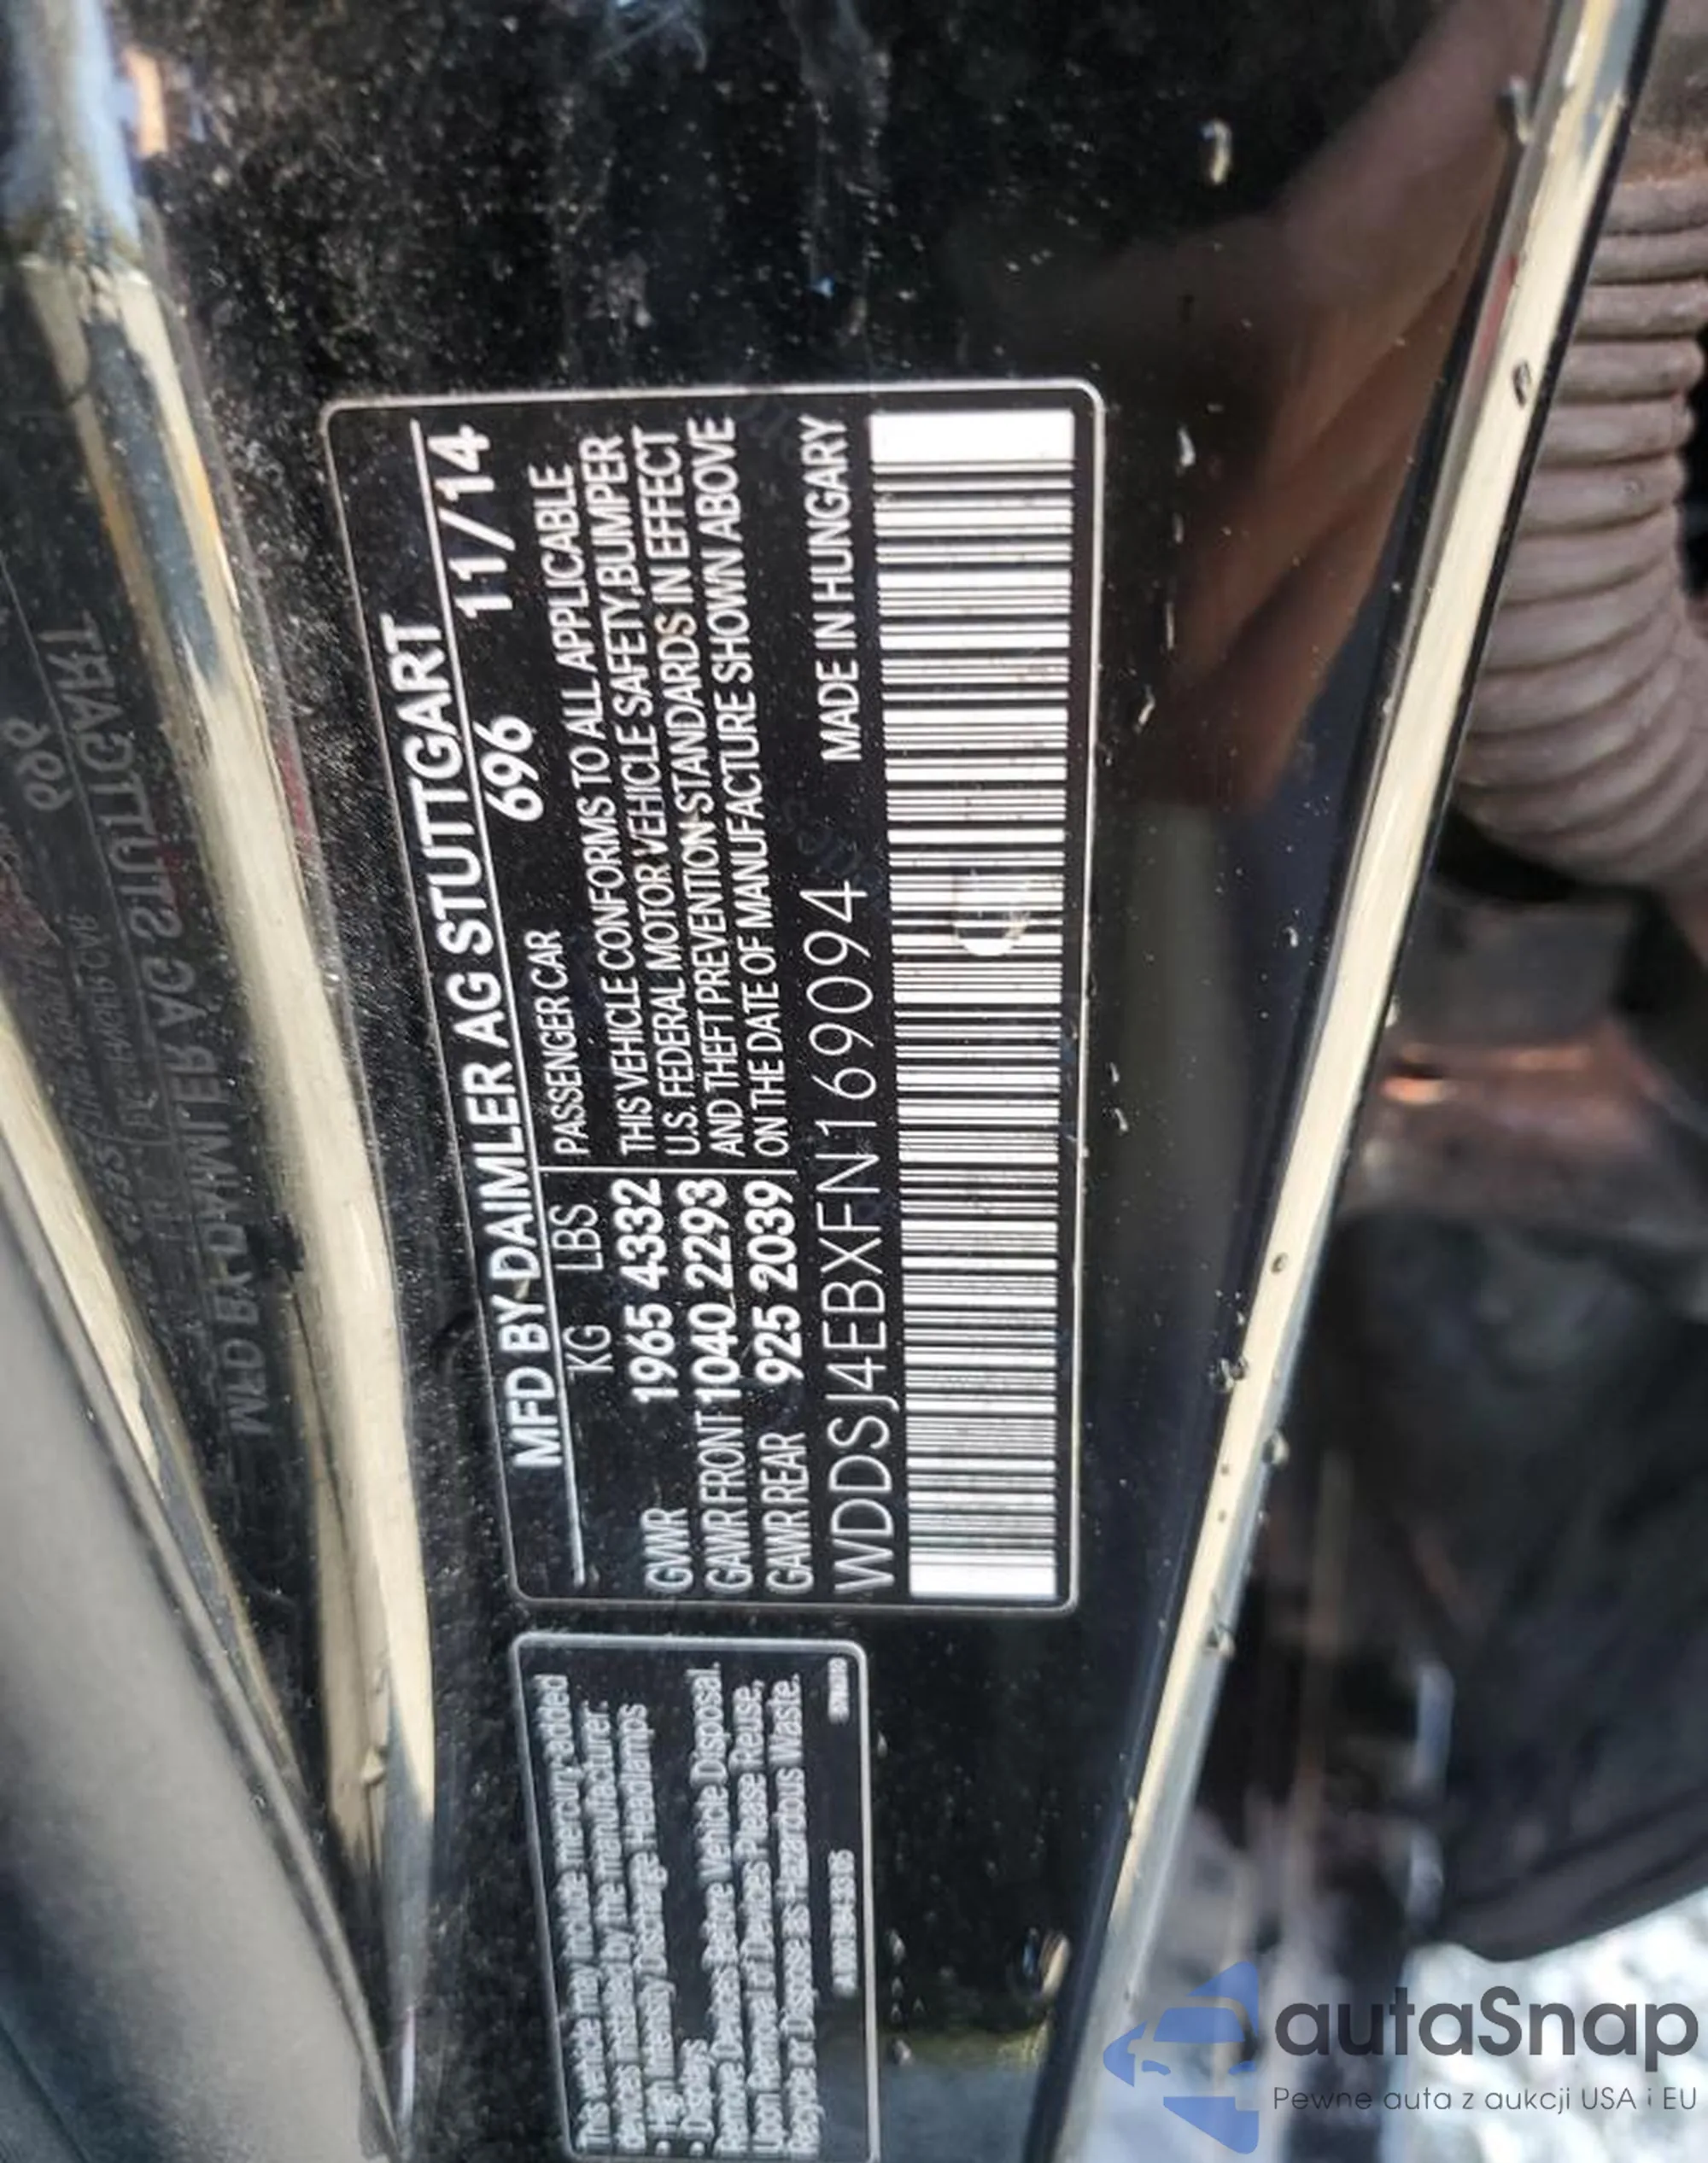 MFD BY DAIMLER AG STUTTGART
696 11/14
KG LBS PASSENGER CAR
GVWR 1965 4332
GAWR FRONT 1040 2293
GAWR REAR 925 2039
THIS VEHICLE CONFORMS TO ALL APPLICABLE
U.S. FEDERAL MOTOR VEHICLE SAFETY,BUMPER
AND THEFT PREVENTION STANDARDS IN EFFECT
ON THE DATE OF MANUFACTURE SHOWN ABOVE
WDDSJ4EBXFN169094 MADE IN HUNGARY
This vehicle may include mercury-added
devices installed by the manufacturer:
• High Intensity Discharge Headlamps
• Displays
Remove Devices Before Vehicle Disposal.
Upon Removal of Devices Please Reuse,
Recycle or Dispose as Hazardous Waste.
autaSnap
Pewne auta z aukcji USA i EU